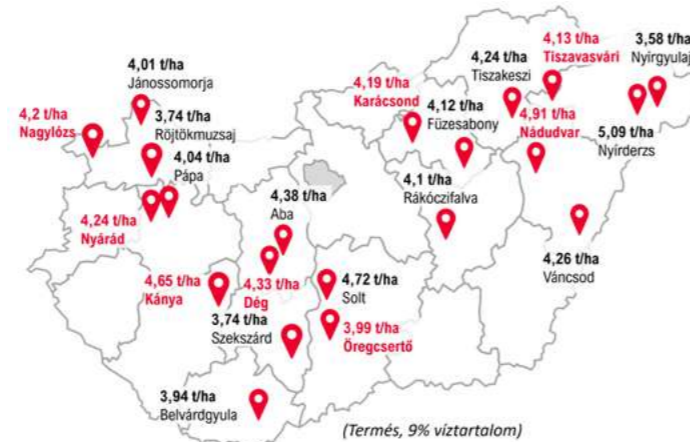 4,01 t/ha
Jánossomorja
4,2 t/ha
Nagylózs
3,74 t/ha
Röjtökmuzsaj
4,04 t/ha
Pápa
4,24 t/ha
Nyárád
4,65 t/ha
Kánya
4,38 t/ha
Aba
4,33 t/ha
Dég
3,74 t/ha
Szekszárd
3,94 t/ha
Belvárdgyula
4,72 t/ha
Solt
3,99 t/ha
Öregcsertő
4,19 t/ha
Karácsond
4,12 t/ha
Füzesabony
4,1 t/ha
Rákóczifalva
4,24 t/ha
Tiszakeszi
4,13 t/ha
Tiszavasvári
4,91 t/ha
Nádudvar
3,58 t/ha
Nyírgyulaj
5,09 t/ha
Nyírderzs
4,26 t/ha
Váncsod
(Termés, 9% víztartalom)